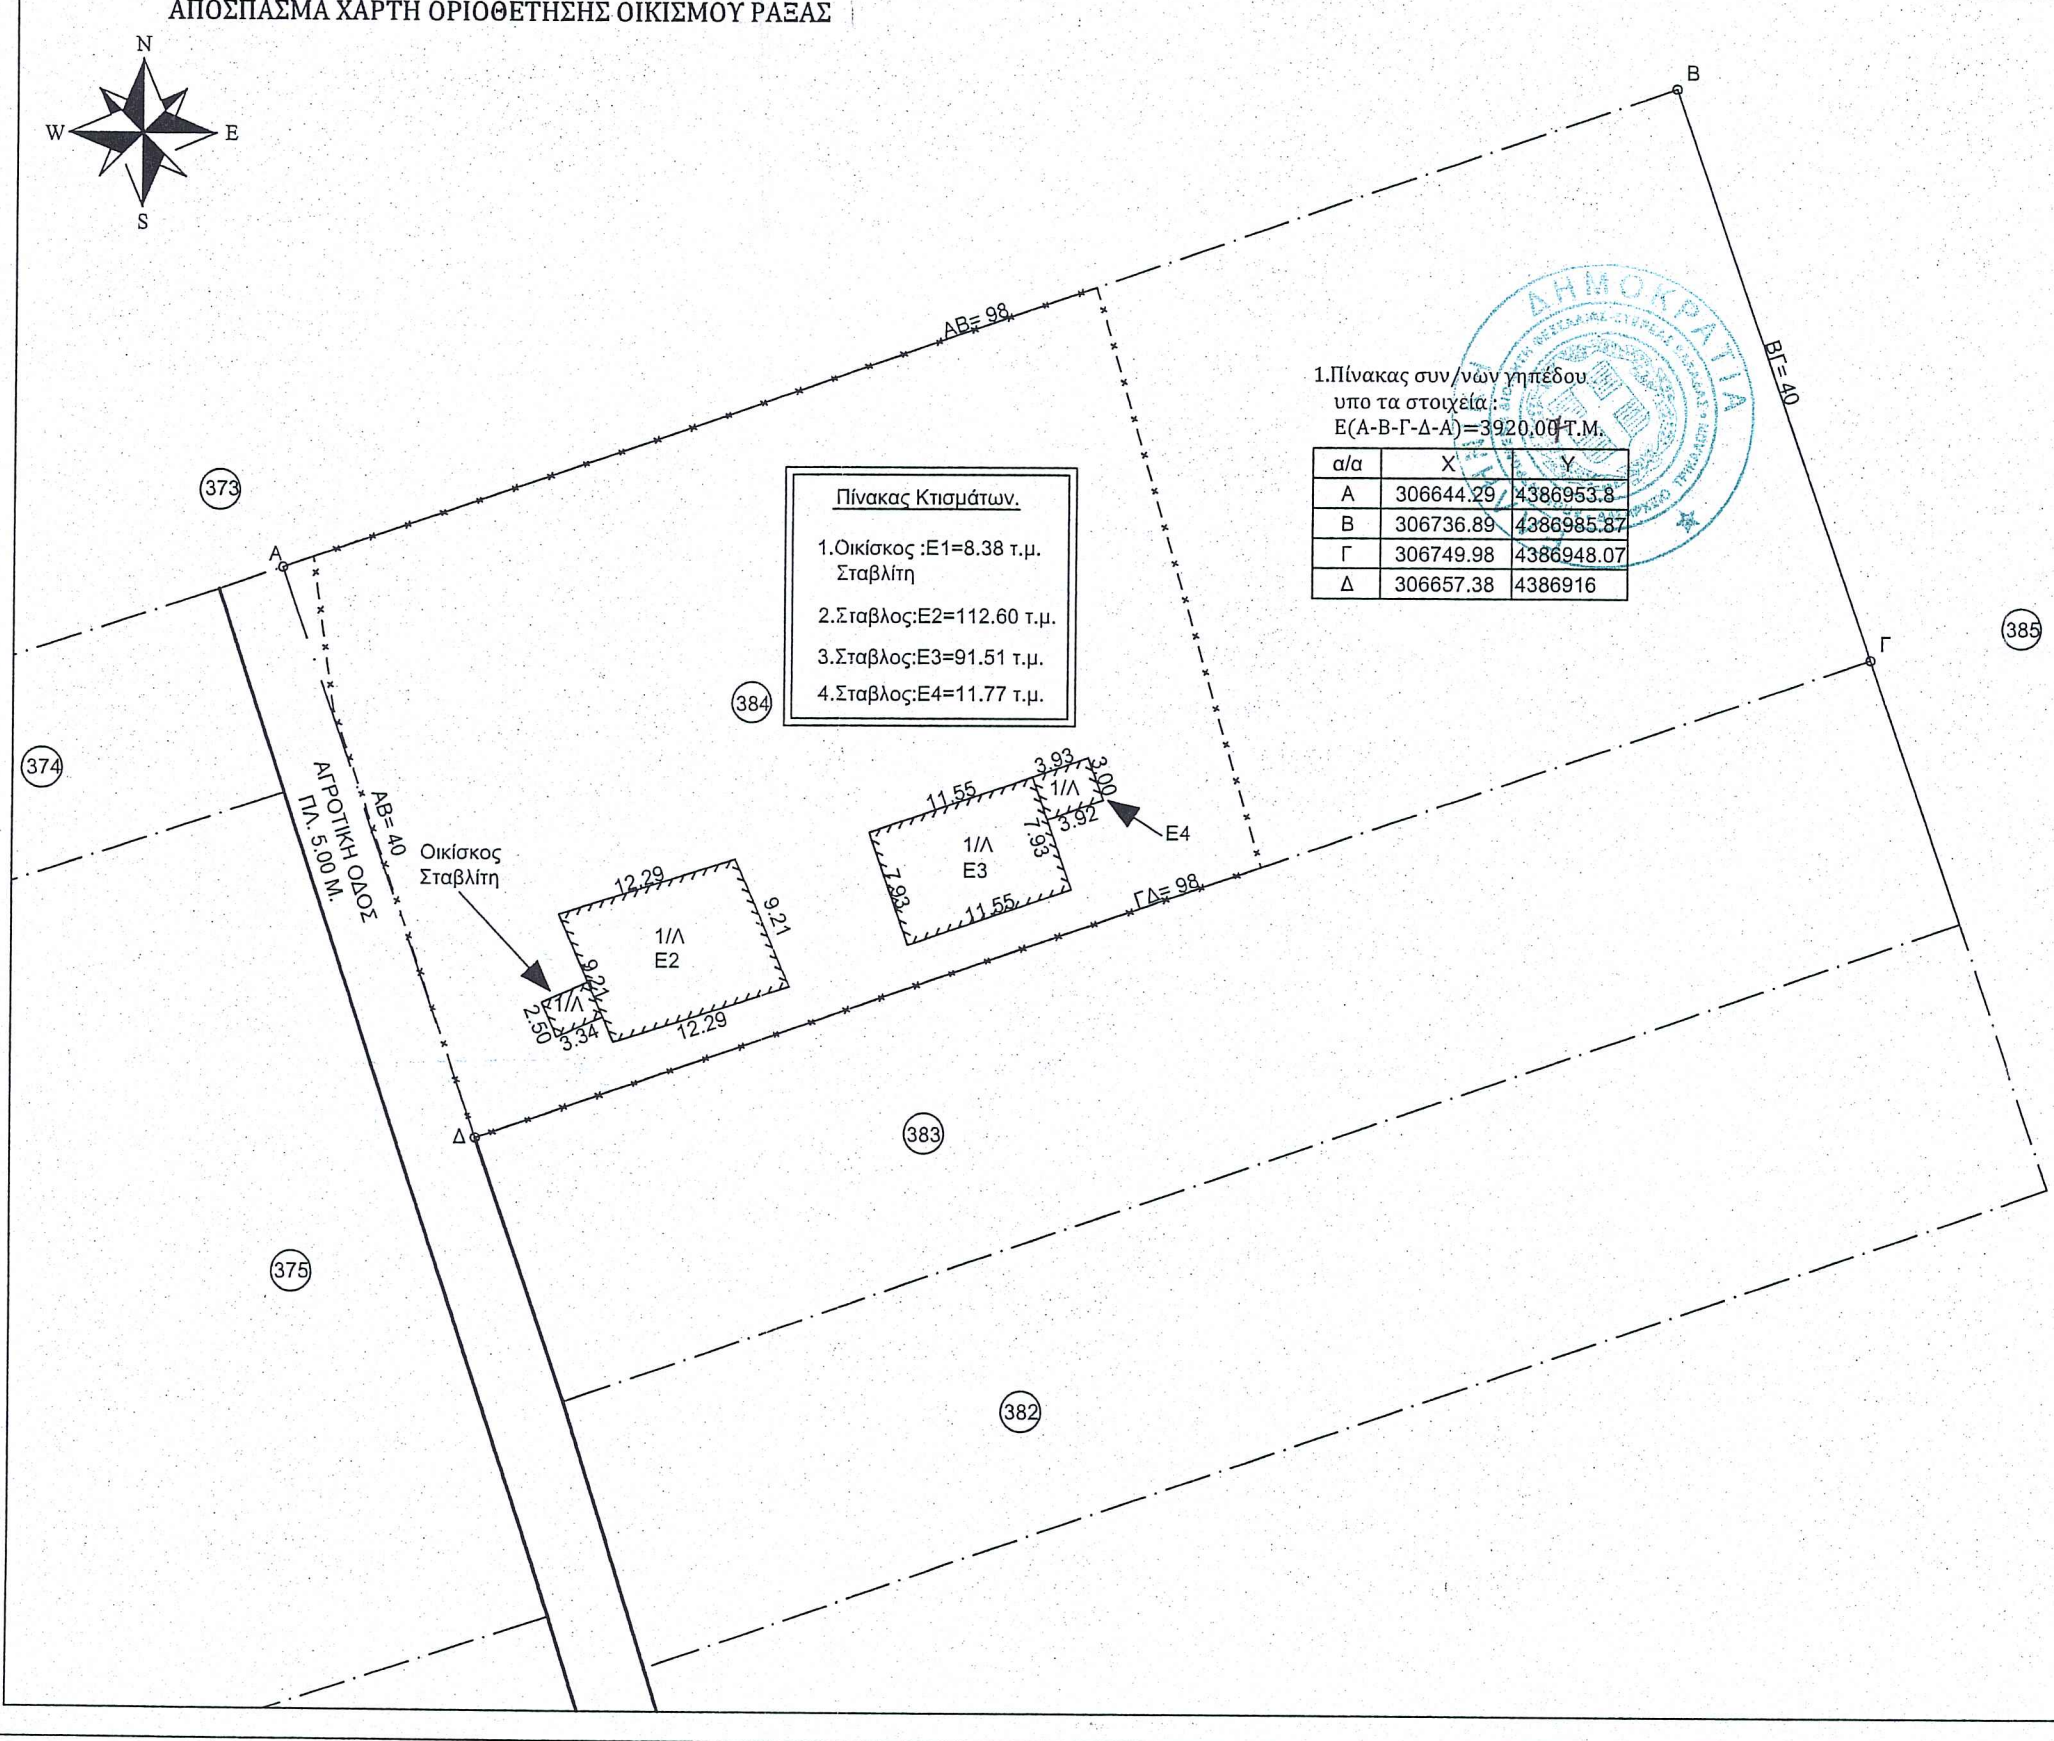 ΑΠΟΣΠΑΣΜΑ ΧΑΡΤΗ ΟΡΙΟΘΕΤΗΣΗΣ ΟΙΚΙΣΜΟΥ ΡΑΞΑΣ
N
W
E
S
B
ΑΒ= 98
ΒΓ= 40
1.Πίνακας συν/νων γηπέδου
υπο τα στοιχεία :
Ε(Α-Β-Γ-Δ-Α)=3920,00 Τ.Μ.
α/α X Y
Α 306644.29 4386953.8
Β 306736.89 4386985.87
Γ 306749.98 4386948.07
Δ 306657.38 4386916
ΔΗΜΟΚΡΑΤΙΑ
373
Α
Πίνακας Κτισμάτων.
1.Οικίσκος :Ε1=8.38 τ.μ.
Σταβλίτη
2.Σταβλος:Ε2=112.60 τ.μ.
3.Σταβλος:Ε3=91.51 τ.μ.
4.Σταβλος:Ε4=11.77 τ.μ.
384
385
Γ
374
ΑΓΡΟΤΙΚΗ ΟΔΟΣ
ΠΛ. 5.00 Μ.
ΑΒ= 40
Οικίσκος
Σταβλίτη
12.29
9.21
1/Λ
Ε2
9.21
12.29
1/Λ
2.50
3.34
11.55
3.93
3.00
1/Λ
3.92
Ε4
7.93
1/Λ
Ε3
7.93
11.55
ΓΔ= 98
Δ
383
375
382